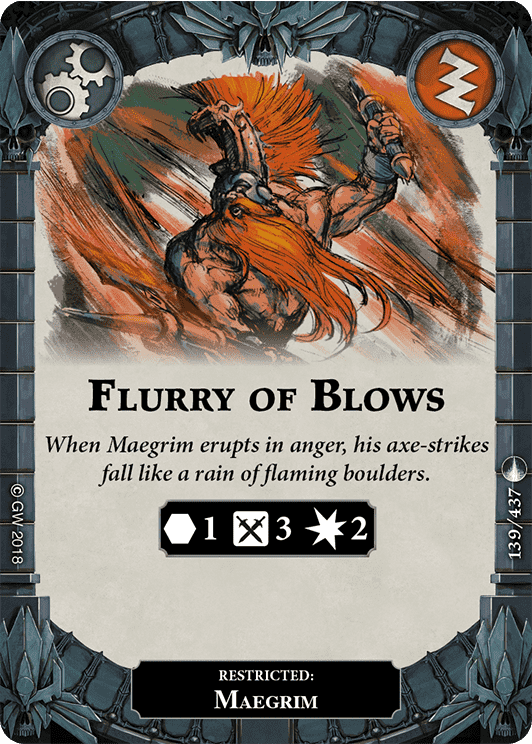 Flurry of Blows
When Maegrim erupts in anger, his axe-strikes
fall like a rain of flaming boulders.
1 3 2
© GW 2018
139/437
RESTRICTED:
Maegrim